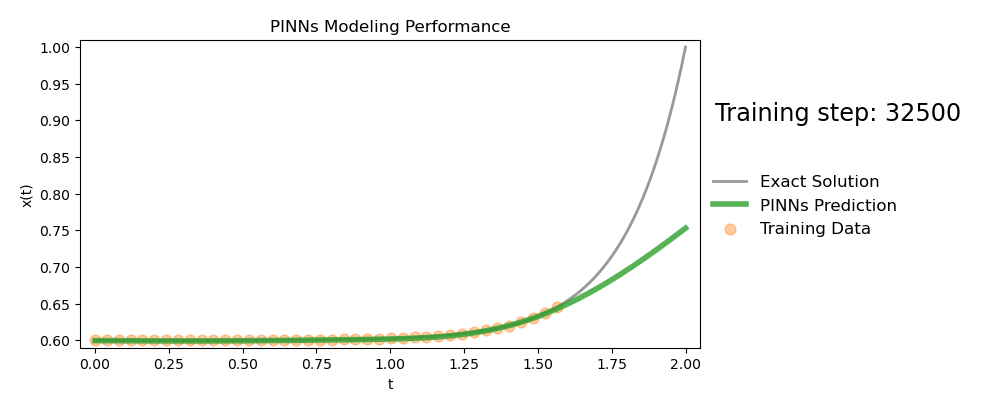 PINNs Modeling Performance
x(t)
1.00
0.95
0.90
0.85
0.80
0.75
0.70
0.65
0.60
0.00 0.25 0.50 0.75 1.00 1.25 1.50 1.75 2.00
t
Training step: 32500
Exact Solution
PINNs Prediction
Training Data